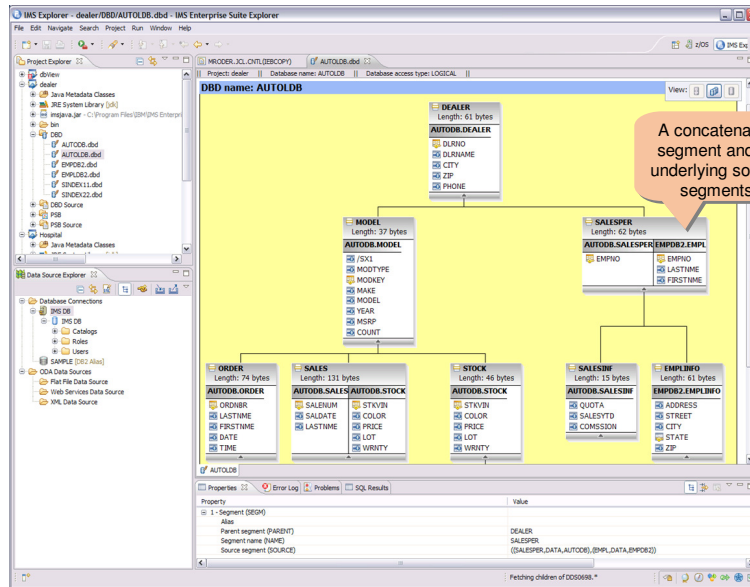 IMS Explorer - dealer/DBD/AUTOLDB.dbd - IMS Enterprise Suite Explorer
File Edit Navigate Search Project Run Window Help
z/OS IMS Exp
Project Explorer
dbView
dealer
Java Metadata Classes
JRE System Library [jdk]
imsjava.jar - C:\Program Files\IBM\IMS Enterpri
bin
DBD
AUTODB.dbd
AUTOLDB.dbd
EMPDB2.dbd
EMPLDB2.dbd
SINDEX11.dbd
SINDEX22.dbd
DBD Source
PSB
PSB Source
Hospital
Java Metadata Classes
Data Source Explorer
Database Connections
IMS DB
IMS DB
Catalogs
Roles
Users
SAMPLE [DB2 Alias]
ODA Data Sources
Flat File Data Source
Web Services Data Source
XML Data Source
MRODER.JCL.CNTL(IEBCOPY) AUTOLDB.dbd
Project: dealer || Database name: AUTOLDB || Database access type: LOGICAL ||
DBD name: AUTOLDB
View:
A concatena
segment and
underlying so
segments
DEALER
Length: 61 bytes
AUTODB.DEALER
DLRNO
DLRNAME
CITY
ZIP
PHONE
MODEL
Length: 37 bytes
AUTODB.MODEL
/SX1
MODTYPE
MODKEY
MAKE
MODEL
YEAR
MSRP
COUNT
SALESPER
Length: 62 bytes
AUTODB.SALESPER EMPDB2.EMPL
EMPNO EMPNO
LASTNME
FIRSTNME
ORDER
Length: 74 bytes
AUTODB.ORDER
ORDNBR
LASTNME
FIRSTNME
DATE
TIME
SALES
Length: 131 bytes
AUTODB.SALES AUTODB.STOCK
SALENUM STKVIN
SALDATE COLOR
LASTNME PRICE
LOT
WRNTY
STOCK
Length: 46 bytes
AUTODB.STOCK
STKVIN
COLOR
PRICE
LOT
WRNTY
SALESINF
Length: 15 bytes
AUTODB.SALESINF
QUOTA
SALESYTD
COMSSION
EMPLINFO
Length: 61 bytes
EMPDB2.EMPLINFO
ADDRESS
STREET
CITY
STATE
ZIP
AUTOLDB
Properties Error Log Problems SQL Results
Property Value
1 - Segment (SEGM)
Alias
Parent segment (PARENT) DEALER
Segment name (NAME) SALESPER
Source segment (SOURCE) ((SALESPER,DATA,AUTODB),(EMPL,DATA,EMPDB2))
Fetching children of DDS0698.*